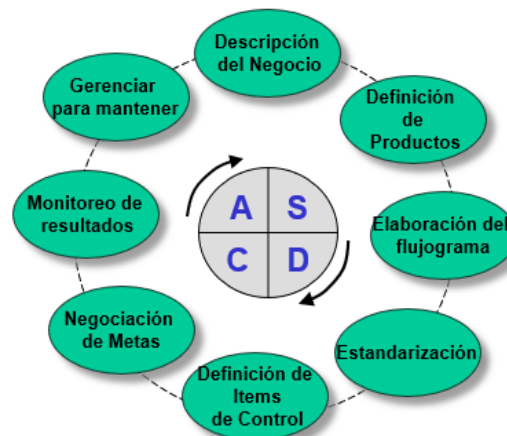 Descripción
del Negocio
Definición
de
Productos
Elaboración del
flujograma
Estandarización
Definición de
Items
de Control
Negociación
de Metas
Monitoreo de
resultados
Gerenciar
para mantener
A S
C D